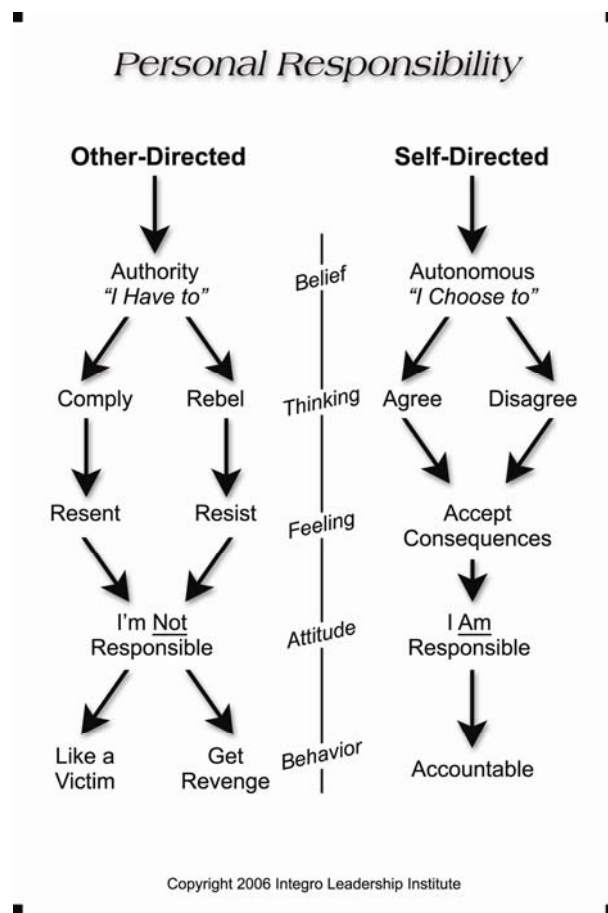 Personal Responsibility
Other-Directed
Self-Directed
Authority
"I Have to"
Belief
Autonomous
"I Choose to"
Comply
Rebel
Thinking
Agree
Disagree
Resent
Resist
Feeling
Accept
Consequences
I'm Not
Responsible
Attitude
I Am
Responsible
Like a
Victim
Get
Revenge
Behavior
Accountable
Copyright 2006 Integro Leadership Institute